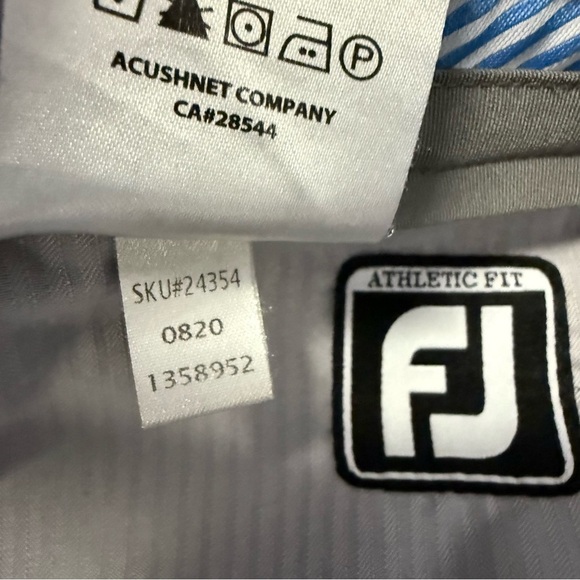 P
ACUSHNET COMPANY
CA#28544
SKU#24354
0820
1358952
ATHLETIC FIT
FJ